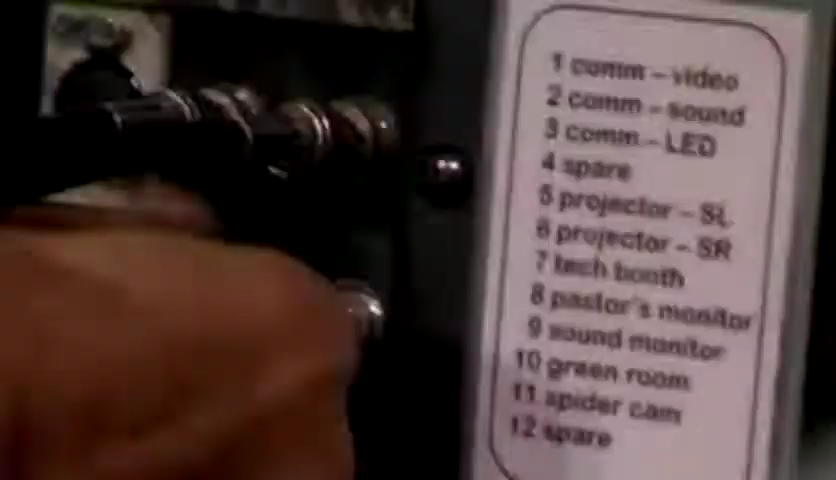 1 comm – video
2 comm – sound
3 comm – LED
4 spare
5 projector – SL
6 projector – SR
7 tech booth
8 pastor's monitor
9 sound monitor
10 green room
11 spider cam
12 spare